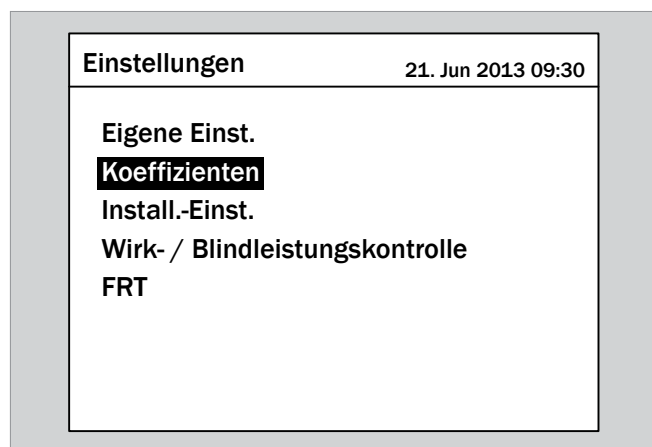 Einstellungen
21. Jun 2013 09:30
Eigene Einst.
Koeffizienten
Install.-Einst.
Wirk- / Blindleistungskontrolle
FRT